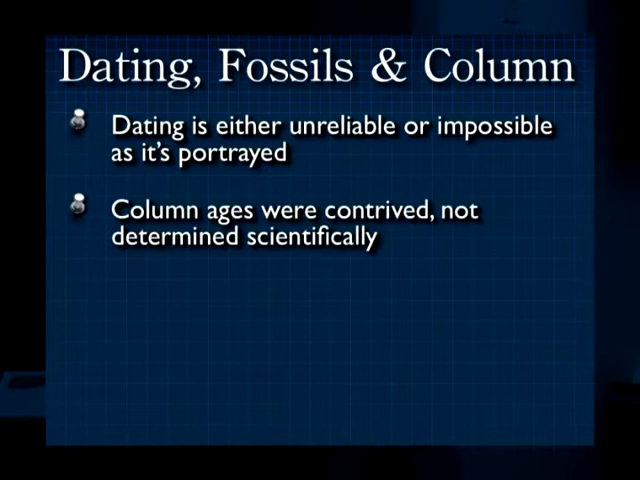 Dating, Fossils & Column
Dating is either unreliable or impossible
as it's portrayed
Column ages were contrived, not
determined scientifically